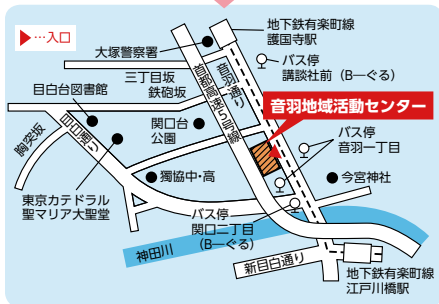 ▶…入口
地下鉄有楽町線
護国寺駅
大塚警察署
バス停
講談社前（B―ぐる）
三丁目坂
鉄砲坂
首都高速5号線
音羽通り
目白台図書館
音羽地域活動センター
関口台
公園
胸突坂
目白通り
バス停
音羽一丁目
獨協中・高
今宮神社
東京カテドラル
聖マリア大聖堂
バス停
関口二丁目
（B―ぐる）
神田川
新目白通り
地下鉄有楽町線
江戸川橋駅